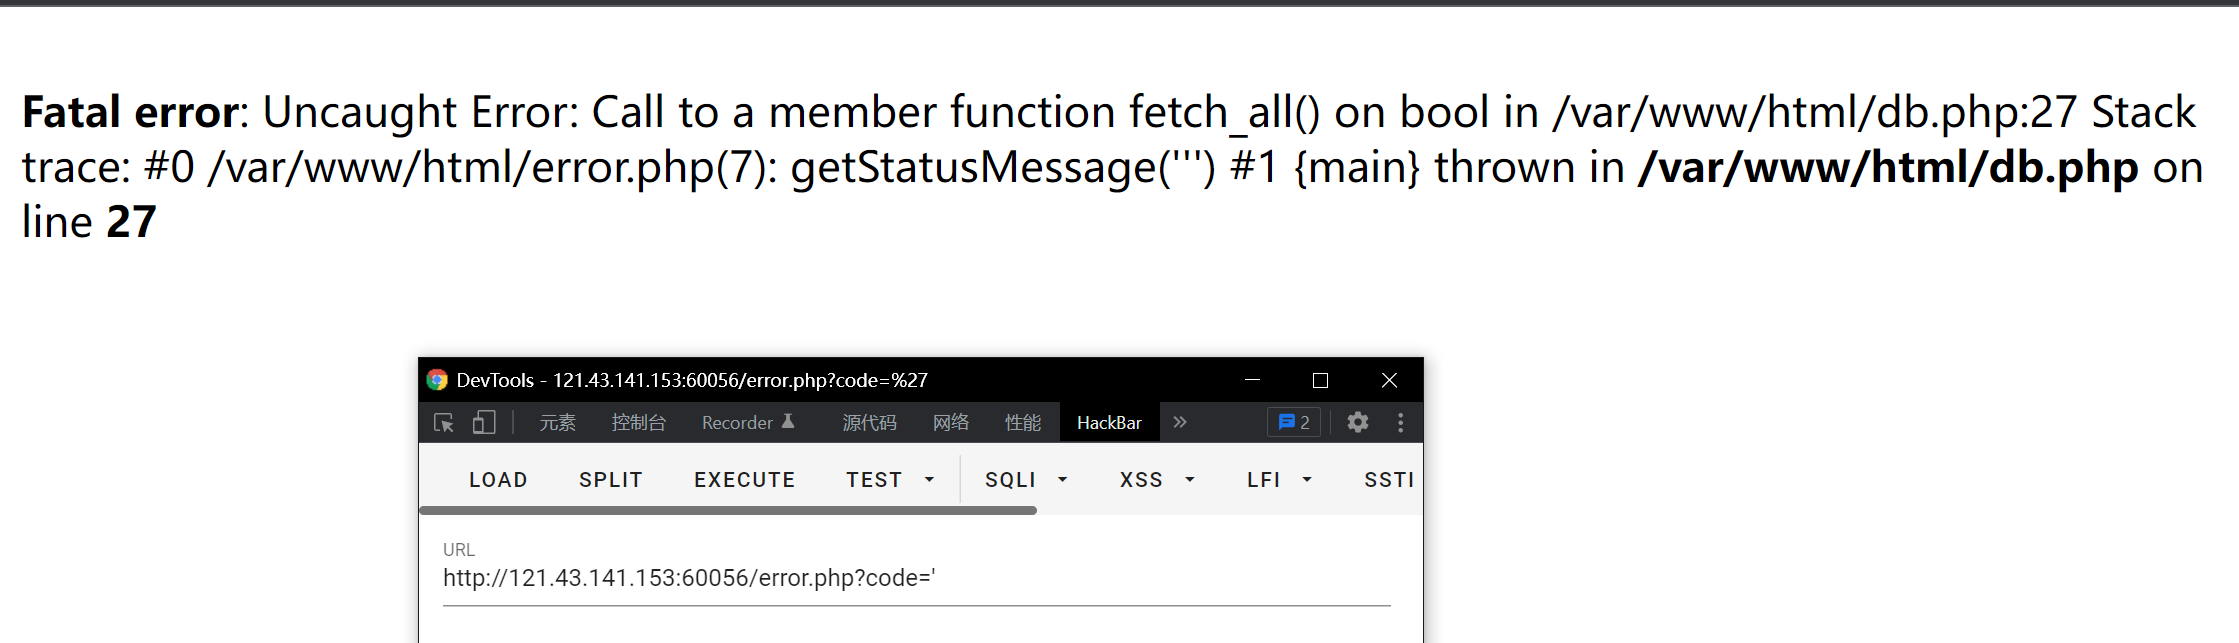 Fatal error: Uncaught Error: Call to a member function fetch_all() on bool in /var/www/html/db.php:27 Stack
trace: #0 /var/www/html/error.php(7): getStatusMessage(''') #1 {main} thrown in /var/www/html/db.php on
line 27
DevTools - 121.43.141.153:60056/error.php?code=%27
元素 控制台 Recorder 源代码 网络 性能 HackBar 2
LOAD SPLIT EXECUTE TEST SQLI XSS LFI SSTI
URL
http://121.43.141.153:60056/error.php?code='